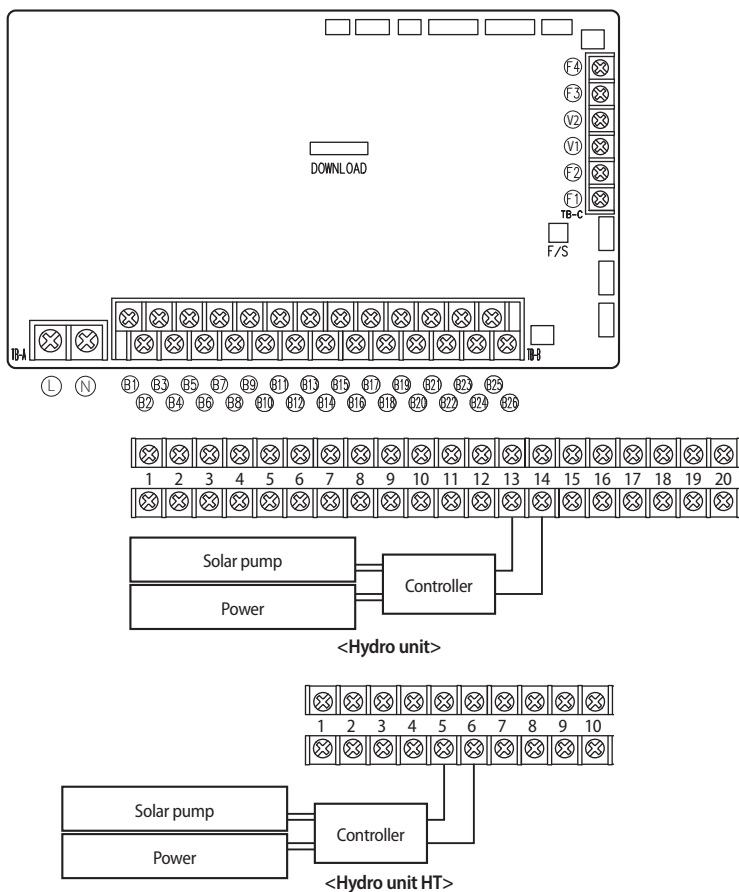 F4
F3
V2
V1
F2
F1
TB-C
DOWNLOAD
F/S
TB-A
TB-B
L N B1 B3 B5 B7 B9 B11 B13 B15 B17 B19 B21 B23 B25
B2 B4 B6 B8 B10 B12 B14 B16 B18 B20 B22 B24 B26
1 2 3 4 5 6 7 8 9 10 11 12 13 14 15 16 17 18 19 20
Solar pump
Controller
Power
<Hydro unit>
1 2 3 4 5 6 7 8 9 10
Solar pump
Controller
Power
<Hydro unit HT>